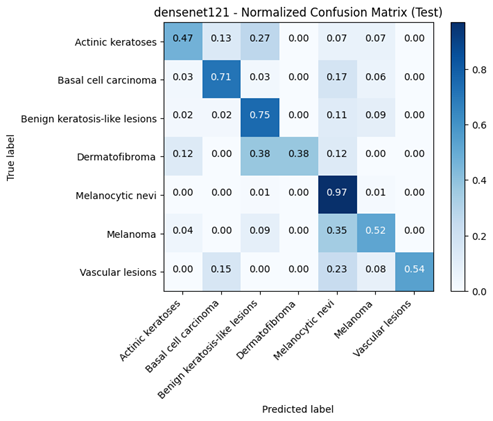 densenet121 - Normalized Confusion Matrix (Test)
True label
Actinic keratoses 0.47 0.13 0.27 0.00 0.07 0.07 0.00
Basal cell carcinoma 0.03 0.71 0.03 0.00 0.17 0.06 0.00
Benign keratosis-like lesions 0.02 0.02 0.75 0.00 0.11 0.09 0.00
Dermatofibroma 0.12 0.00 0.38 0.38 0.12 0.00 0.00
Melanocytic nevi 0.00 0.00 0.01 0.00 0.97 0.01 0.00
Melanoma 0.04 0.00 0.09 0.00 0.35 0.52 0.00
Vascular lesions 0.00 0.15 0.00 0.00 0.23 0.08 0.54
Actinic keratoses
Basal cell carcinoma
Benign keratosis-like lesions
Dermatofibroma
Melanocytic nevi
Melanoma
Vascular lesions
Predicted label
0.8
0.6
0.4
0.2
0.0